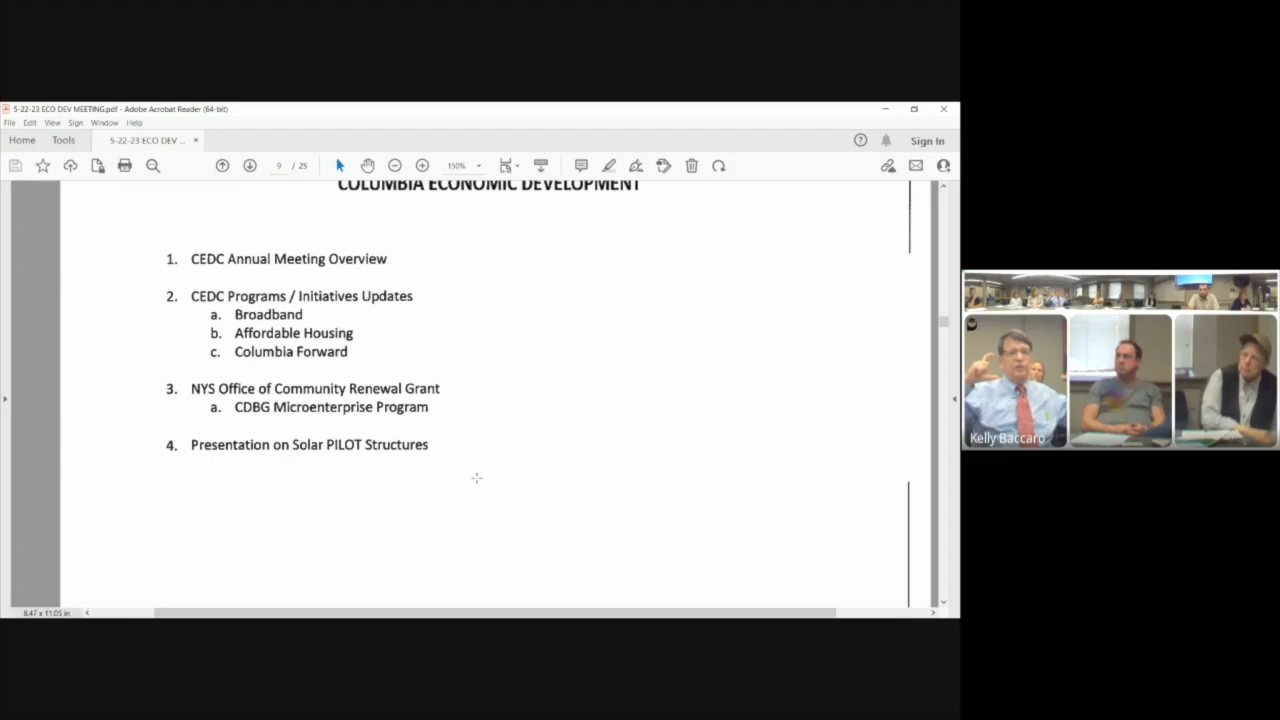 5-22-23 ECO DEV MEETING.pdf - Adobe Acrobat Reader (64-bit)
File Edit View Sign Window Help
Home Tools 5-22-23 ECO DEV ... × Sign In
9 / 25 150%
COLUMBIA ECONOMIC DEVELOPMENT
1. CEDC Annual Meeting Overview
2. CEDC Programs / Initiatives Updates
a. Broadband
b. Affordable Housing
c. Columbia Forward
3. NYS Office of Community Renewal Grant
a. CDBG Microenterprise Program
4. Presentation on Solar PILOT Structures
8.47 x 11.05 in
Kelly Baccaro